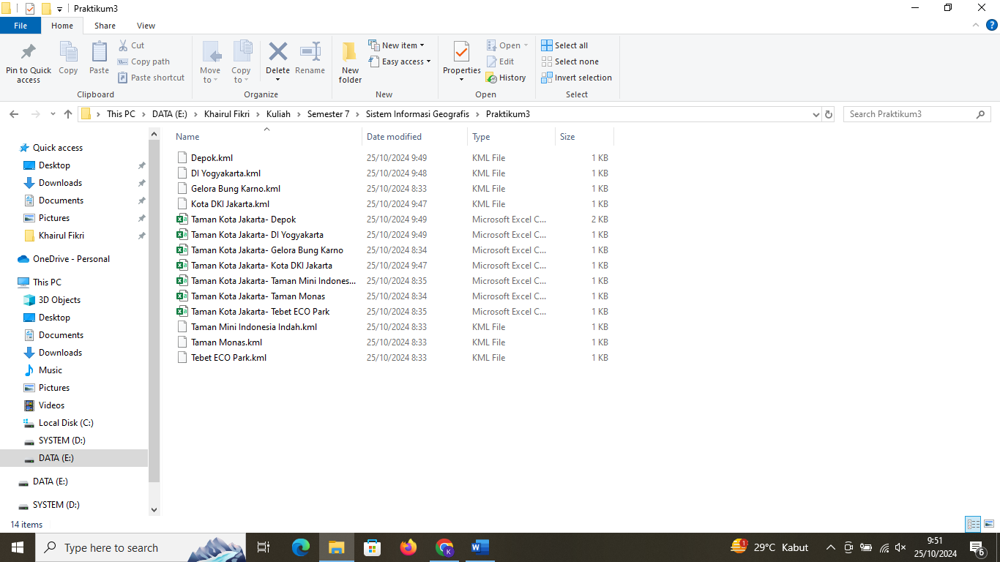 Praktikum3
File Home Share View
Pin to Quick access
Copy
Paste
Cut
Copy path
Paste shortcut
Clipboard
Move to
Copy to
Delete
Rename
Organize
New folder
New item
Easy access
New
Properties
Open
Edit
History
Open
Select all
Select none
Invert selection
Select
This PC > DATA (E:) > Khairul Fikri > Kuliah > Semester 7 > Sistem Informasi Geografis > Praktikum3
Search Praktikum3
Quick access
Desktop
Downloads
Documents
Pictures
Khairul Fikri
OneDrive - Personal
This PC
3D Objects
Desktop
Documents
Downloads
Music
Pictures
Videos
Local Disk (C:)
SYSTEM (D:)
DATA (E:)
DATA (E:)
SYSTEM (D:)
Name Date modified Type Size
Depok.kml 25/10/2024 9:49 KML File 1 KB
DI Yogyakarta.kml 25/10/2024 9:48 KML File 1 KB
Gelora Bung Karno.kml 25/10/2024 8:33 KML File 1 KB
Kota DKI Jakarta.kml 25/10/2024 9:47 KML File 1 KB
Taman Kota Jakarta- Depok 25/10/2024 9:49 Microsoft Excel C... 2 KB
Taman Kota Jakarta- DI Yogyakarta 25/10/2024 9:49 Microsoft Excel C... 1 KB
Taman Kota Jakarta- Gelora Bung Karno 25/10/2024 8:34 Microsoft Excel C... 1 KB
Taman Kota Jakarta- Kota DKI Jakarta 25/10/2024 9:47 Microsoft Excel C... 1 KB
Taman Kota Jakarta- Taman Mini Indones... 25/10/2024 8:35 Microsoft Excel C... 1 KB
Taman Kota Jakarta- Taman Monas 25/10/2024 8:34 Microsoft Excel C... 1 KB
Taman Kota Jakarta- Tebet ECO Park 25/10/2024 8:35 Microsoft Excel C... 1 KB
Taman Mini Indonesia Indah.kml 25/10/2024 8:33 KML File 1 KB
Taman Monas.kml 25/10/2024 8:33 KML File 1 KB
Tebet ECO Park.kml 25/10/2024 8:33 KML File 1 KB
14 items
Type here to search
K
W
1
29°C Kabut
9:51
25/10/2024
6